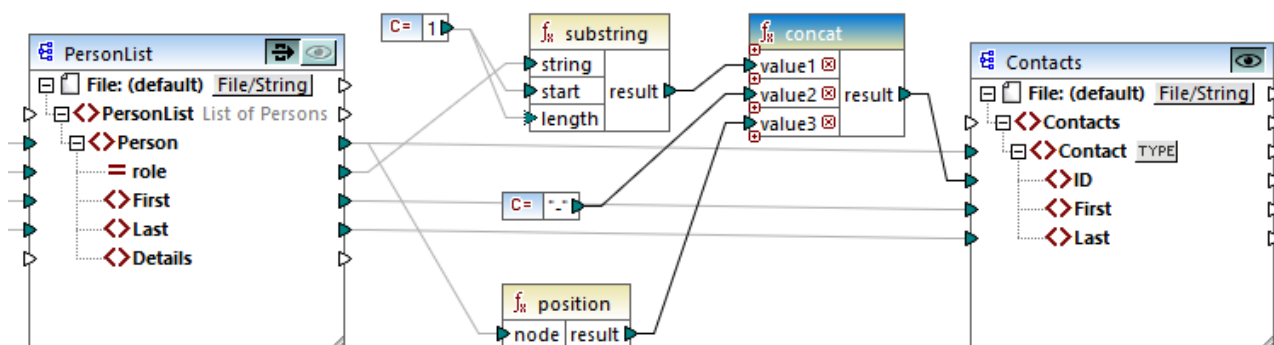 PersonList
File: (default) File/String
PersonList List of Persons
Person
role
First
Last
Details
C= 1
substring
string
start
length
result
concat
value1
value2
value3
result
C= "-"
position
node result
Contacts
File: (default) File/String
Contacts
Contact TYPE
ID
First
Last